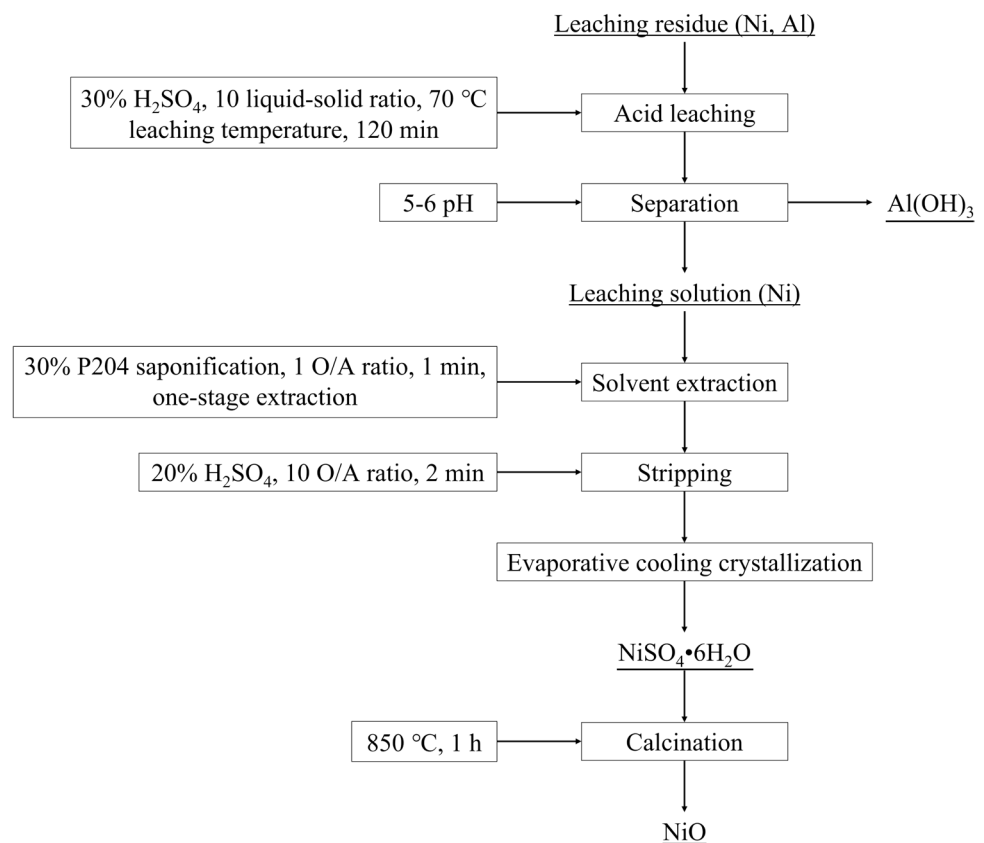 Leaching residue (Ni, Al)
30% H₂SO₄, 10 liquid-solid ratio, 70 ℃
leaching temperature, 120 min
Acid leaching
5-6 pH
Separation
Al(OH)₃
Leaching solution (Ni)
30% P204 saponification, 1 O/A ratio, 1 min,
one-stage extraction
Solvent extraction
20% H₂SO₄, 10 O/A ratio, 2 min
Stripping
Evaporative cooling crystallization
NiSO₄•6H₂O
850 ℃, 1 h
Calcination
NiO